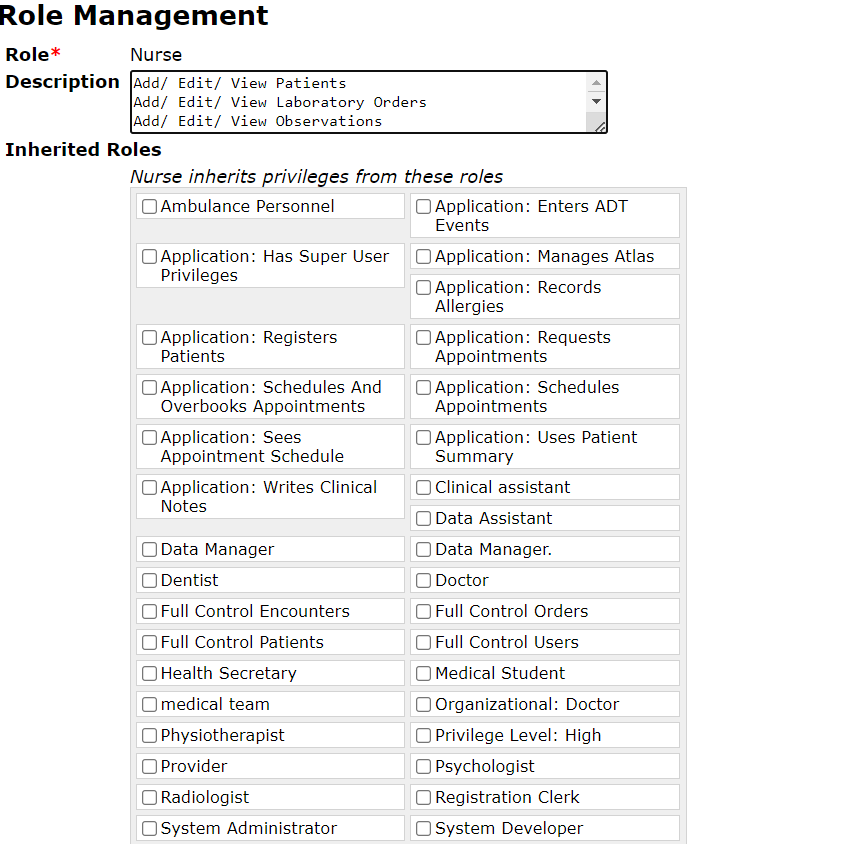 Role Management
Role* Nurse
Description
Add/ Edit/ View Patients
Add/ Edit/ View Laboratory Orders
Add/ Edit/ View Observations
Inherited Roles
Nurse inherits privileges from these roles
Ambulance Personnel
Application: Enters ADT
Events
Application: Has Super User
Privileges
Application: Manages Atlas
Application: Records
Allergies
Application: Registers
Patients
Application: Requests
Appointments
Application: Schedules And
Overbooks Appointments
Application: Schedules
Appointments
Application: Sees
Appointment Schedule
Application: Uses Patient
Summary
Application: Writes Clinical
Notes
Clinical assistant
Data Assistant
Data Manager
Data Manager.
Dentist
Doctor
Full Control Encounters
Full Control Orders
Full Control Patients
Full Control Users
Health Secretary
Medical Student
medical team
Organizational: Doctor
Physiotherapist
Privilege Level: High
Provider
Psychologist
Radiologist
Registration Clerk
System Administrator
System Developer